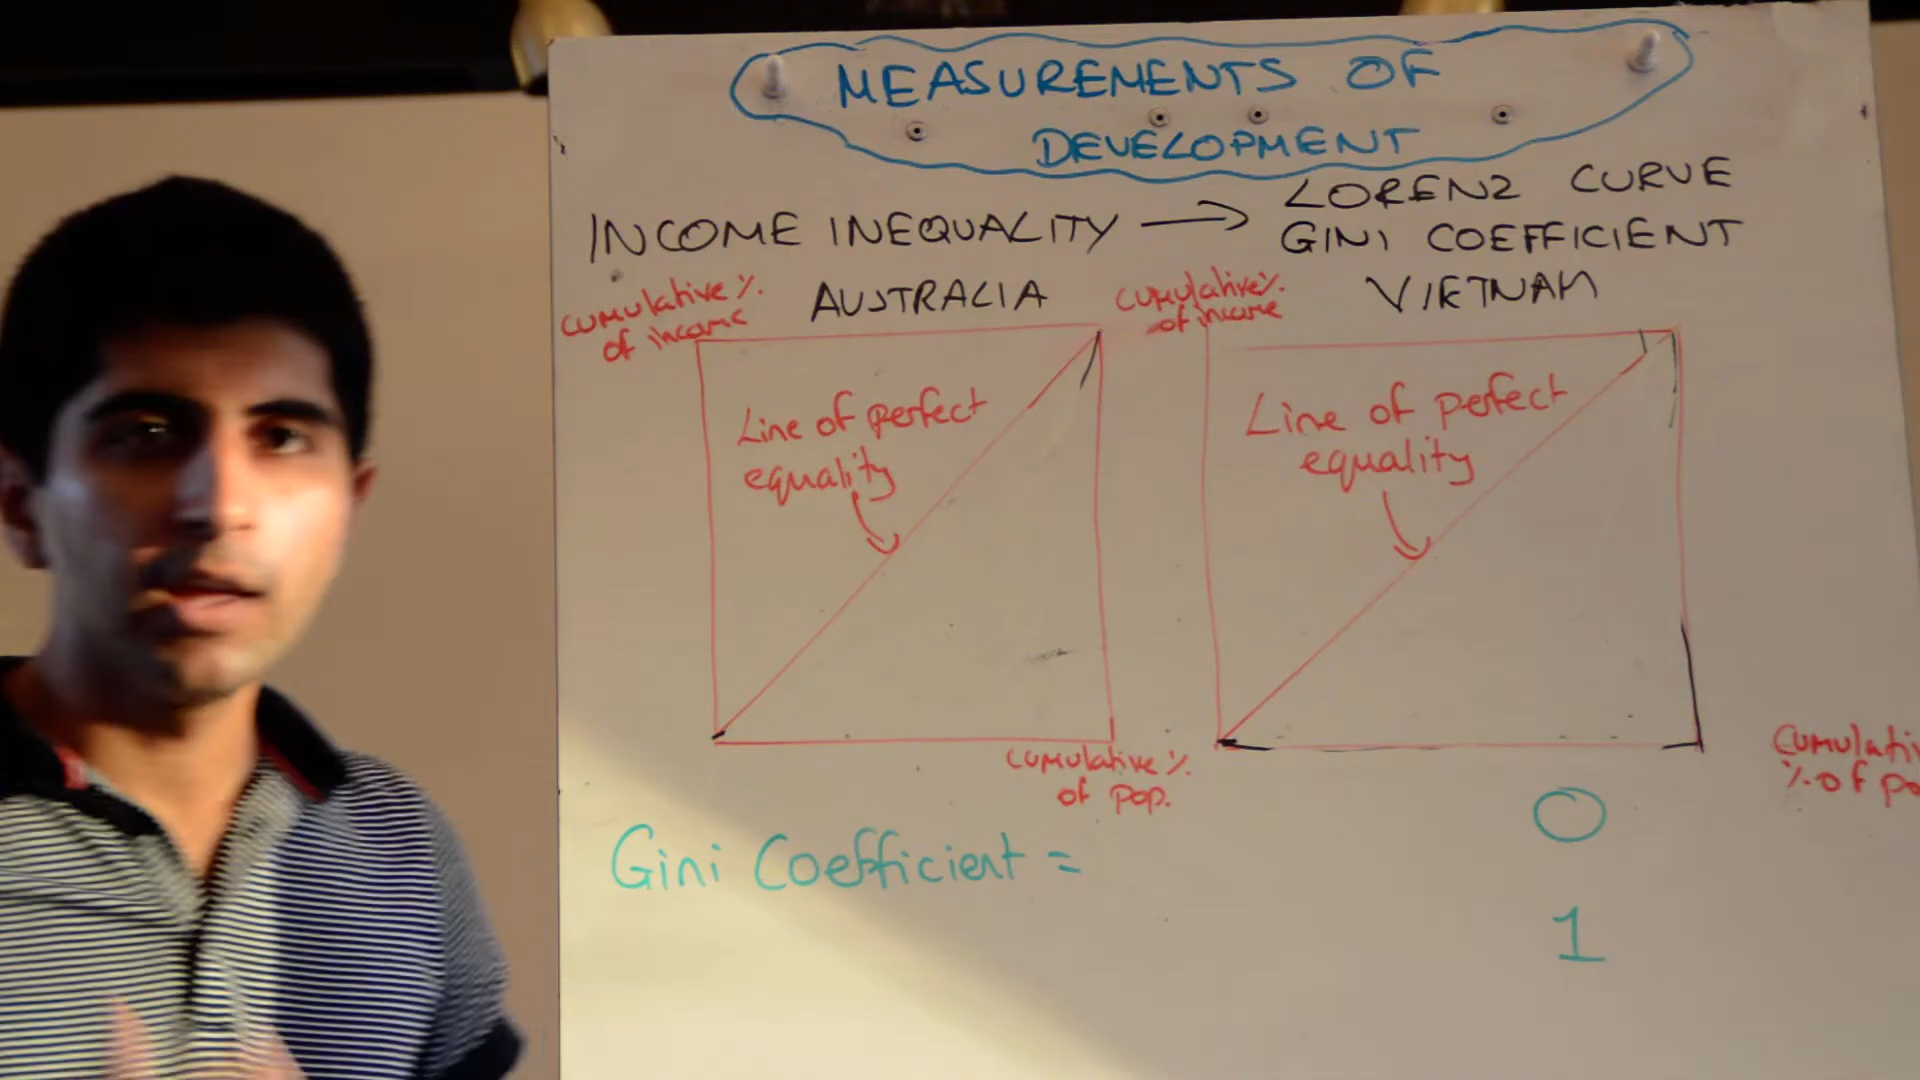 MEASUREMENTS OF
DEVELOPMENT
INCOME INEQUALITY → LORENZ CURVE
GINI COEFFICIENT
cumulative %
of income
AUSTRALIA
cumulative %
of income
VIETNAM
Line of perfect
equality
Line of perfect
equality
cumulative %
of pop.
cumulativ
% of po
Gini Coefficient =
0
1